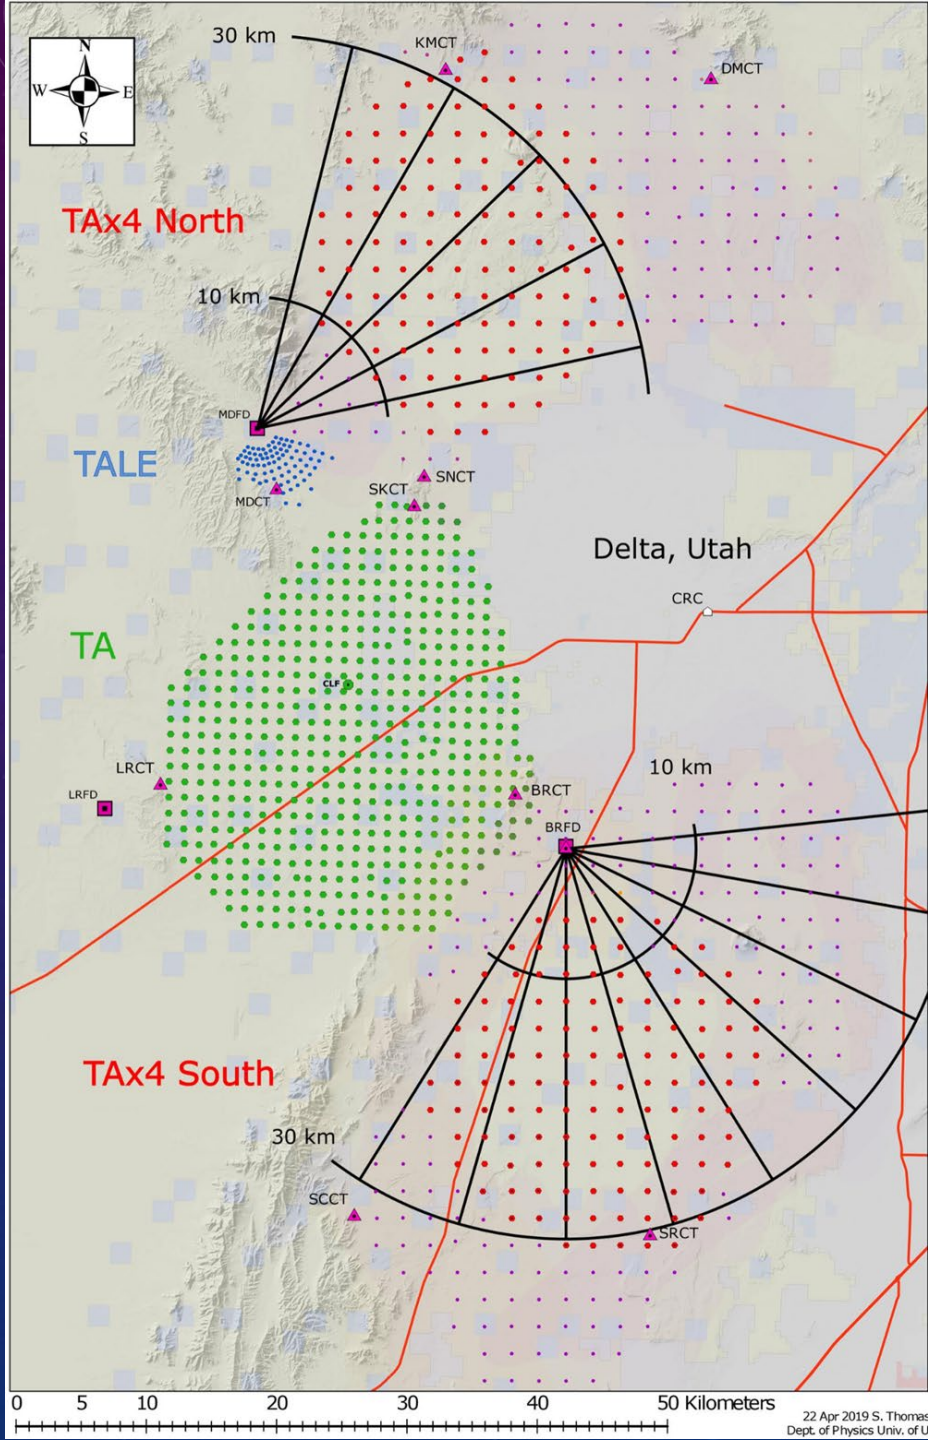 30 km
KMCT
DMCT
N
W E
S
TAx4 North
10 km
MDFD
TALE
SNCT
SKCT
MDCT
Delta, Utah
CRC
TA
CLF
10 km
LRCT
LRFD
BRCT
BRFD
TAx4 South
30 km
SCCT
SRCT
0 5 10 20 30 40 50 Kilometers
22 Apr 2019 S. Thomas
Dept. of Physics Univ. of U